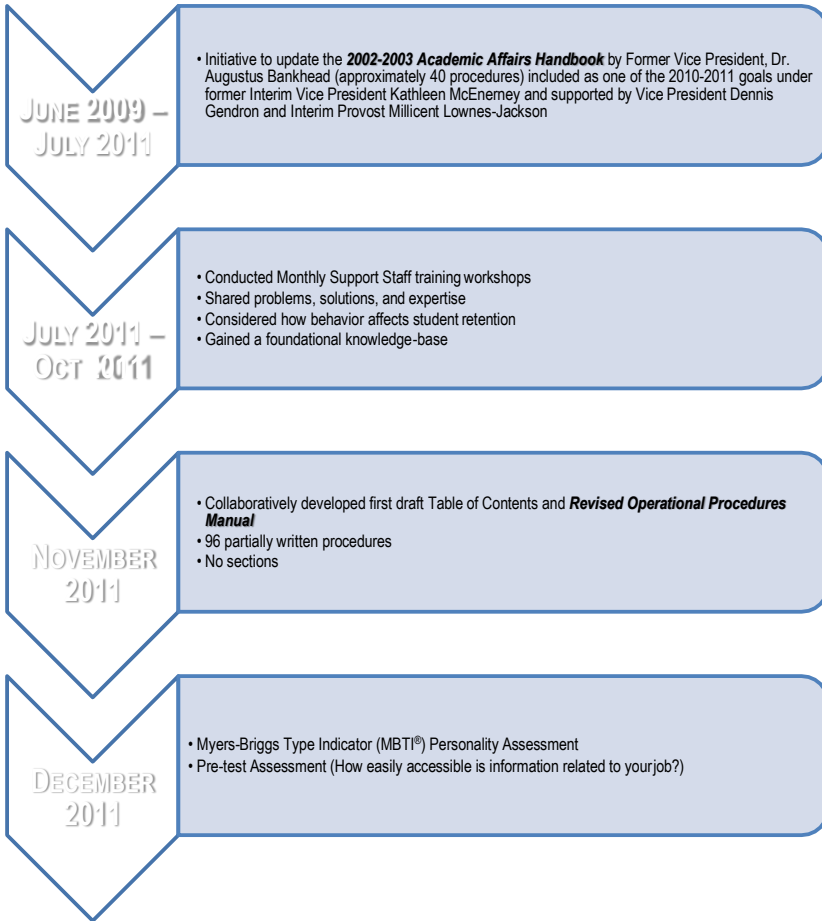 JUNE 2009 –
JULY 2011
• Initiative to update the 2002-2003 Academic Affairs Handbook by Former Vice President, Dr.
Augustus Bankhead (approximately 40 procedures) included as one of the 2010-2011 goals under
former Interim Vice President Kathleen McEnerney and supported by Vice President Dennis
Gendron and Interim Provost Millicent Lownes-Jackson
JULY 2011 –
OCT 2011
• Conducted Monthly Support Staff training workshops
• Shared problems, solutions, and expertise
• Considered how behavior affects student retention
• Gained a foundational knowledge-base
NOVEMBER
2011
• Collaboratively developed first draft Table of Contents and Revised Operational Procedures
Manual
• 96 partially written procedures
• No sections
DECEMBER
2011
• Myers-Briggs Type Indicator (MBTI®) Personality Assessment
• Pre-test Assessment (How easily accessible is information related to yourjob?)